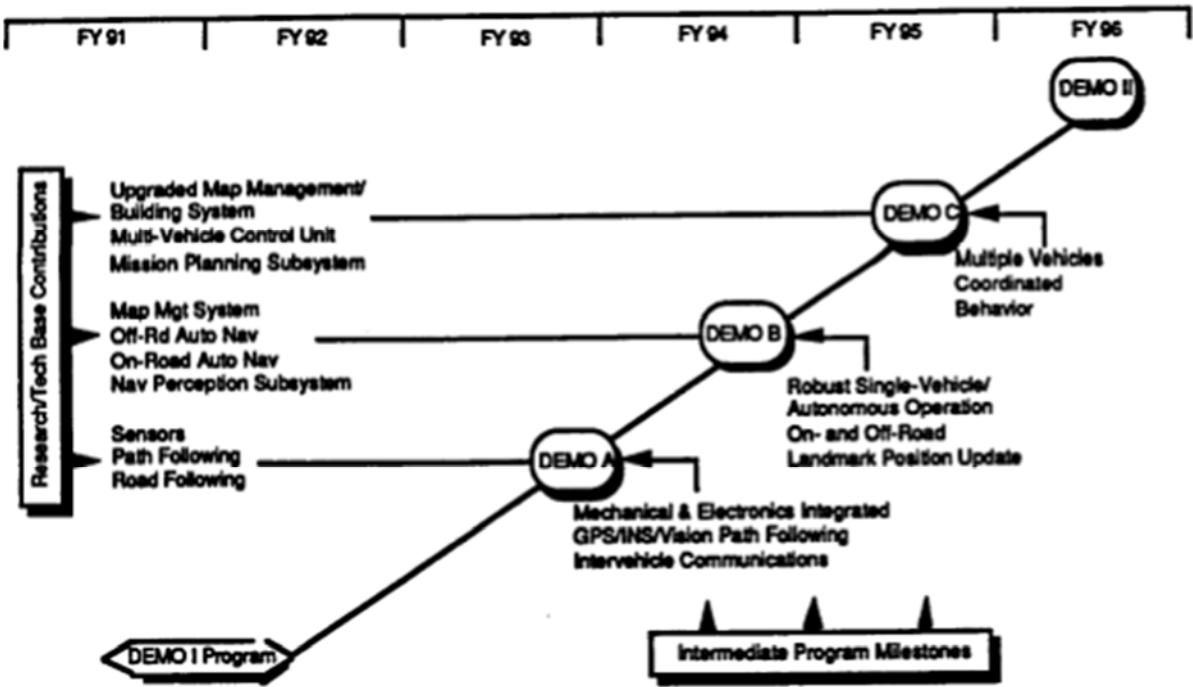 FY 91
FY 92
FY 93
FY 94
FY 95
FY 96
DEMO II
Research/Tech Base Contributions
Upgraded Map Management/
Building System
Multi-Vehicle Control Unit
Mission Planning Subsystem
DEMO C
Multiple Vehicles
Coordinated
Behavior
Map Mgt System
Off-Rd Auto Nav
On-Road Auto Nav
Nav Perception Subsystem
DEMO B
Robust Single-Vehicle/
Autonomous Operation
On- and Off-Road
Landmark Position Update
Sensors
Path Following
Road Following
DEMO A
Mechanical & Electronics Integrated
GPS/INS/Vision Path Following
Intervehicle Communications
DEMO I Program
Intermediate Program Milestones